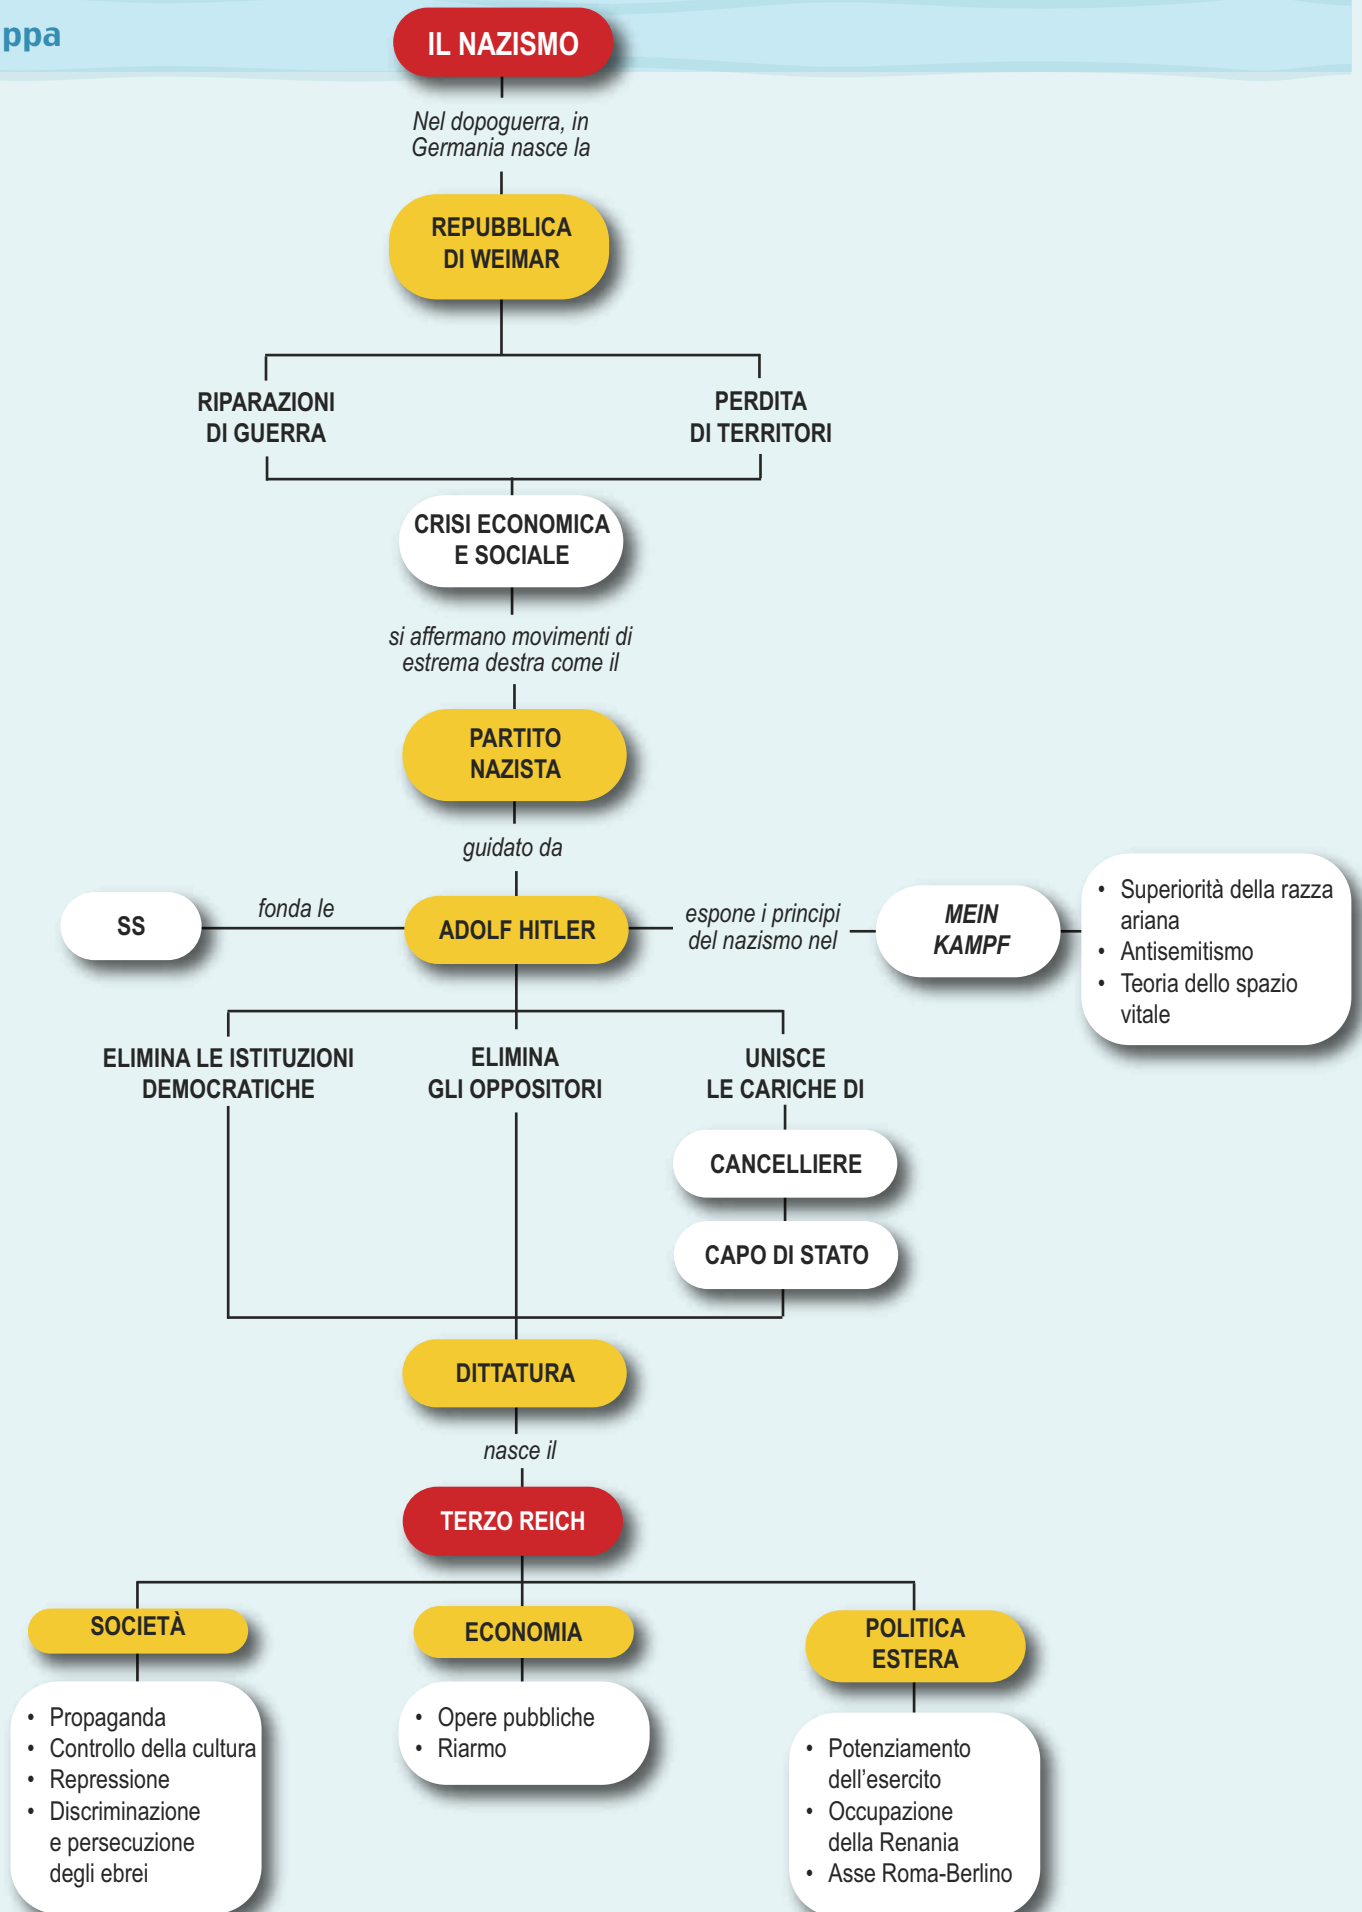 ppa
IL NAZISMO
Nel dopoguerra, in
Germania nasce la
REPUBBLICA
DI WEIMAR
RIPARAZIONI
DI GUERRA
PERDITA
DI TERRITORI
CRISI ECONOMICA
E SOCIALE
si affermano movimenti di
estrema destra come il
PARTITO
NAZISTA
guidato da
SS
fonda le
ADOLF HITLER
espone i principi
del nazismo nel
MEIN
KAMPF
• Superiorità della razza
ariana
• Antisemitismo
• Teoria dello spazio
vitale
ELIMINA LE ISTITUZIONI
DEMOCRATICHE
ELIMINA
GLI OPPOSITORI
UNISCE
LE CARICHE DI
CANCELLIERE
CAPO DI STATO
DITTATURA
nasce il
TERZO REICH
SOCIETÀ
• Propaganda
• Controllo della cultura
• Repressione
• Discriminazione
e persecuzione
degli ebrei
ECONOMIA
• Opere pubbliche
• Riarmo
POLITICA
ESTERA
• Potenziamento
dell'esercito
• Occupazione
della Renania
• Asse Roma-Berlino